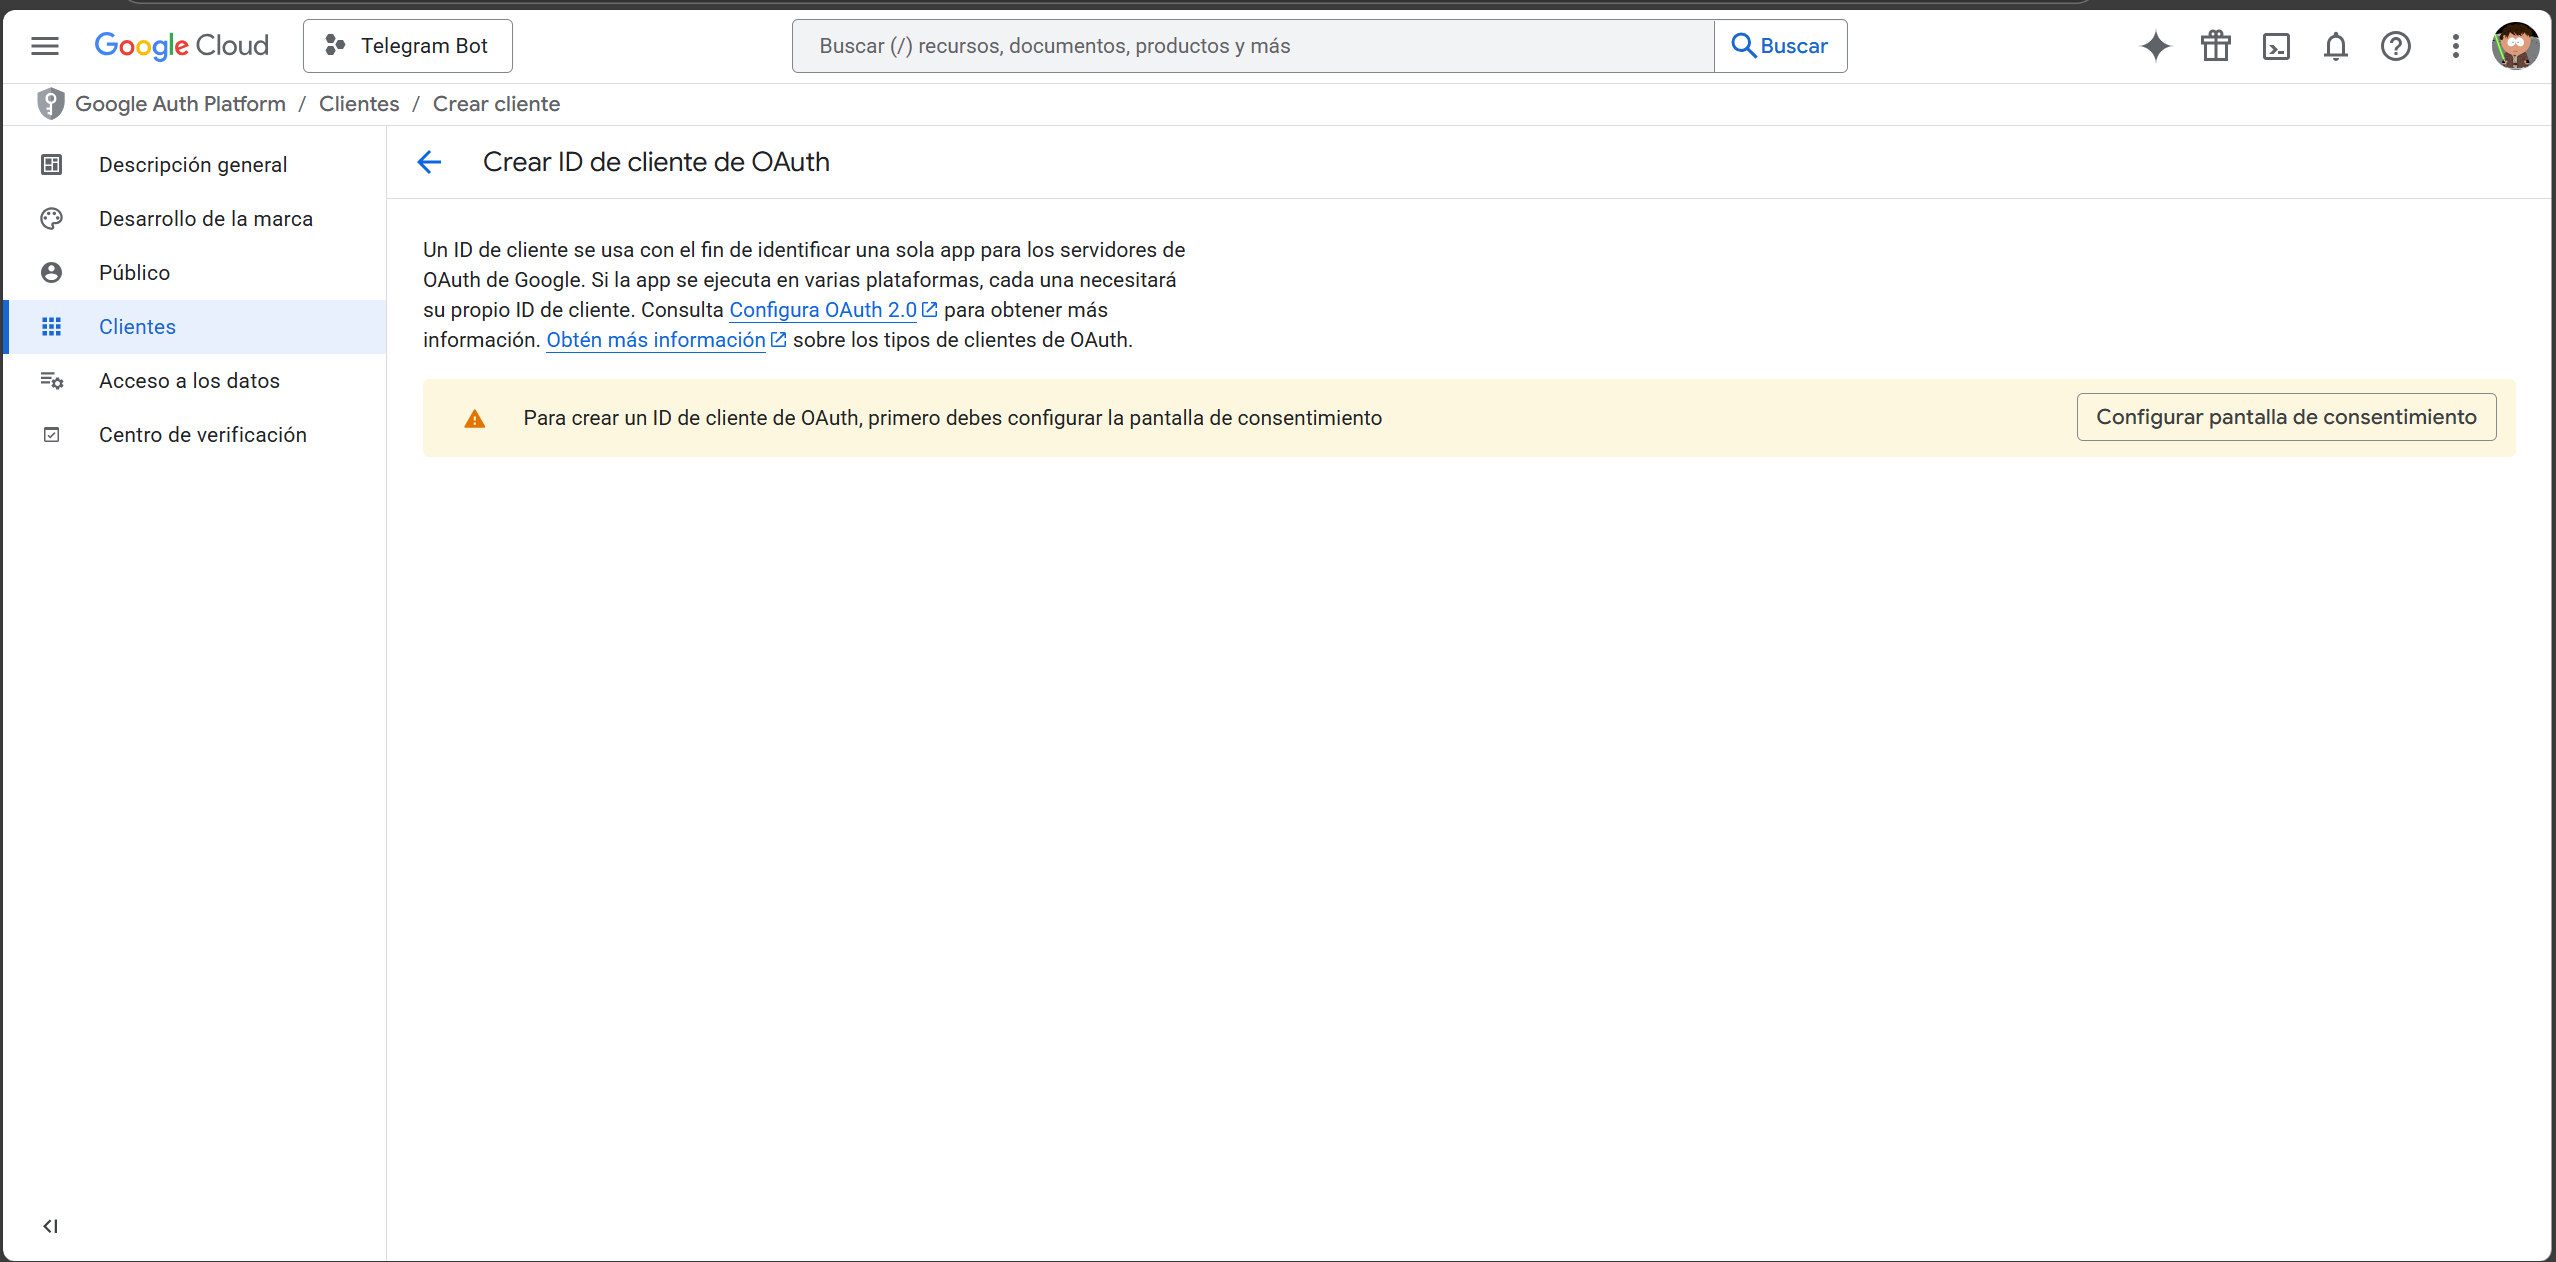 Google Cloud
Telegram Bot
Buscar (/) recursos, documentos, productos y más
Buscar
Google Auth Platform / Clientes / Crear cliente
Descripción general
Desarrollo de la marca
Público
Clientes
Acceso a los datos
Centro de verificación
Crear ID de cliente de OAuth
Un ID de cliente se usa con el fin de identificar una sola app para los servidores de
OAuth de Google. Si la app se ejecuta en varias plataformas, cada una necesitará
su propio ID de cliente. Consulta Configura OAuth 2.0 para obtener más
información. Obtén más información sobre los tipos de clientes de OAuth.
Para crear un ID de cliente de OAuth, primero debes configurar la pantalla de consentimiento
Configurar pantalla de consentimiento